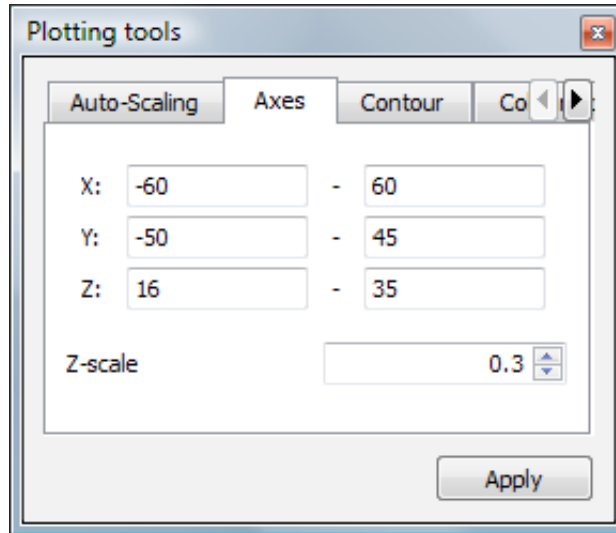 Plotting tools
Auto-Scaling Axes Contour
X: -60 - 60
Y: -50 - 45
Z: 16 - 35
Z-scale 0.3
Apply